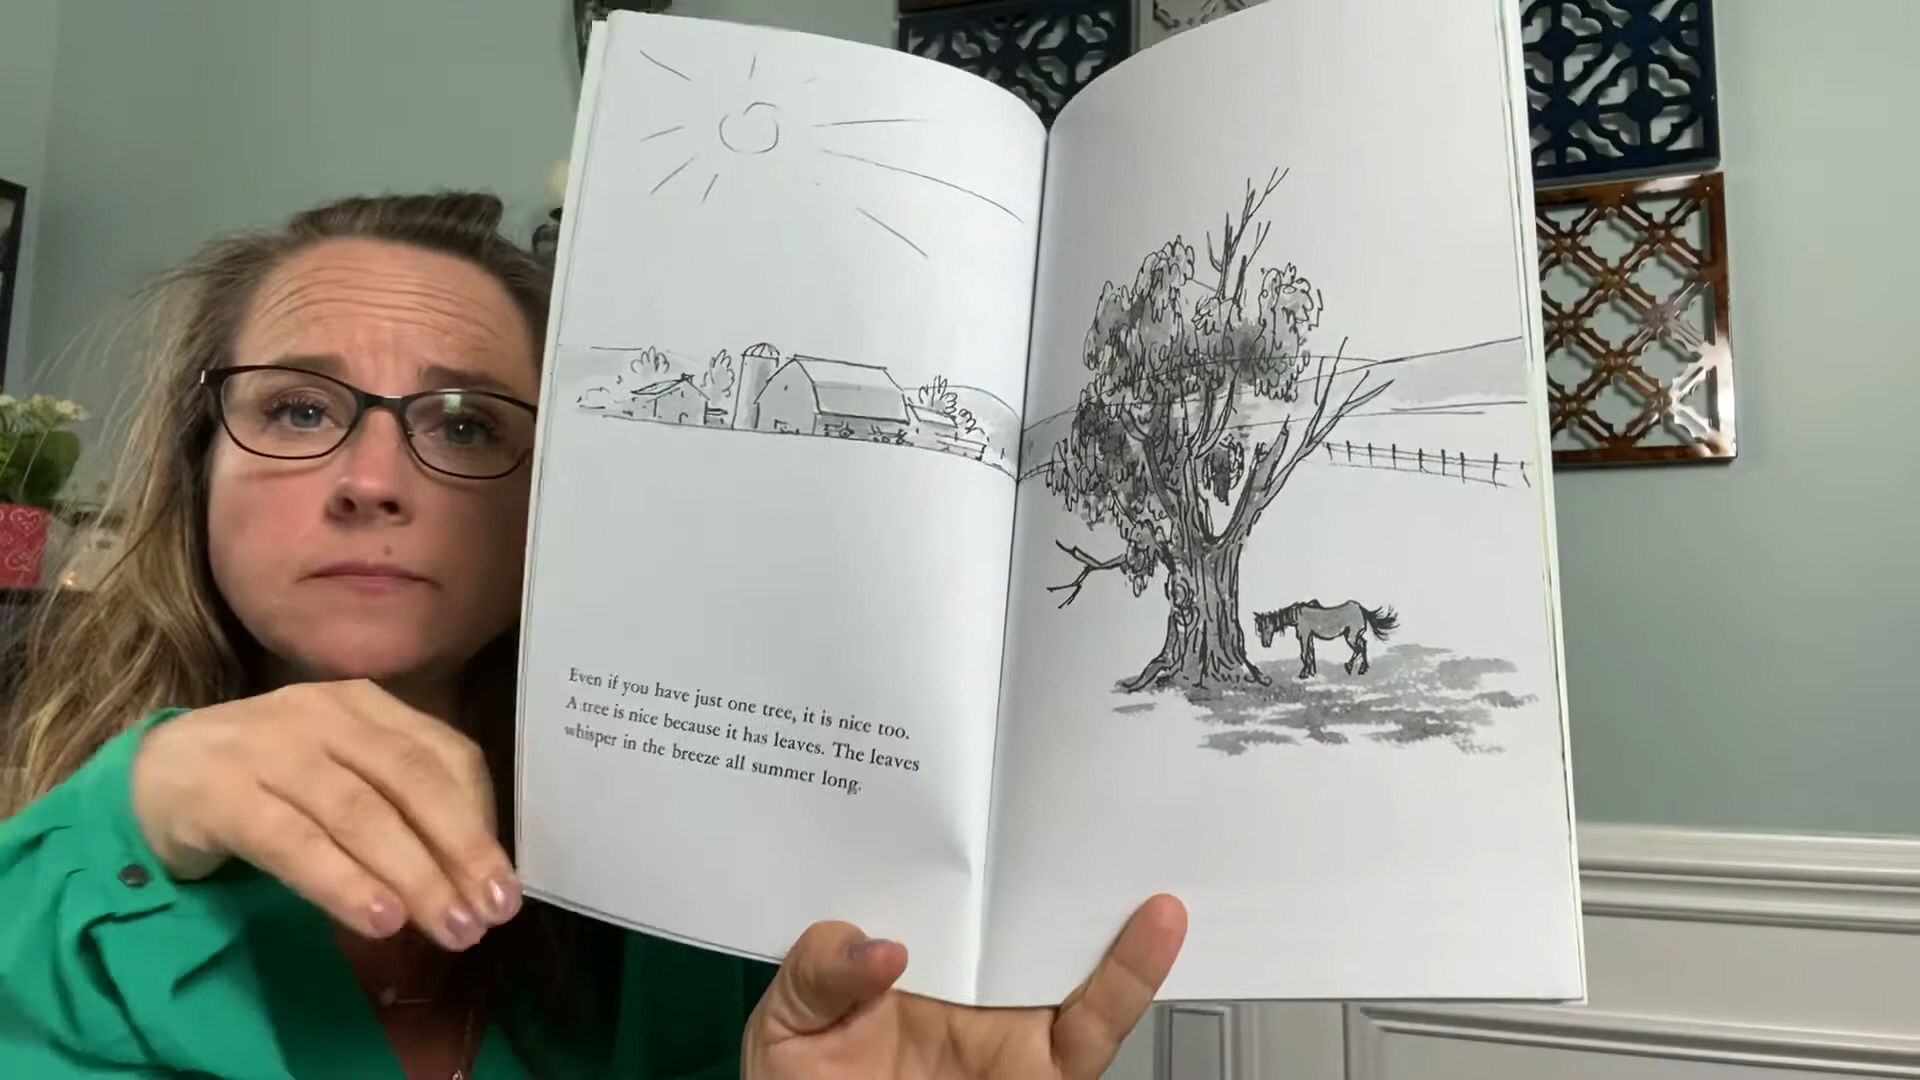 Even if you have just one tree, it is nice too.
A tree is nice because it has leaves. The leaves
whisper in the breeze all summer long.